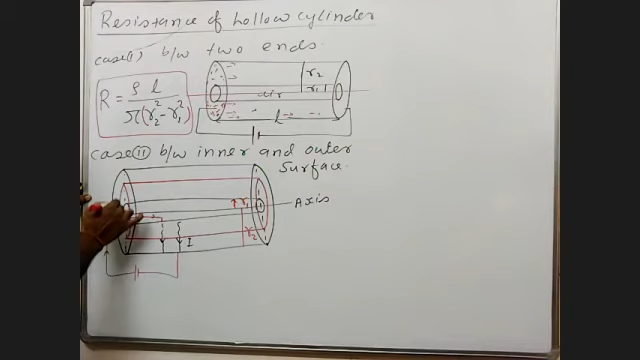 Resistance of hollow cylinder
case(i) b/w two ends.
R = ρ l / π(r₂² - r₁²)
r₂
r₁
air
l
case (ii) b/w inner and outer
Surface.
r₁
Axis
r₂
I